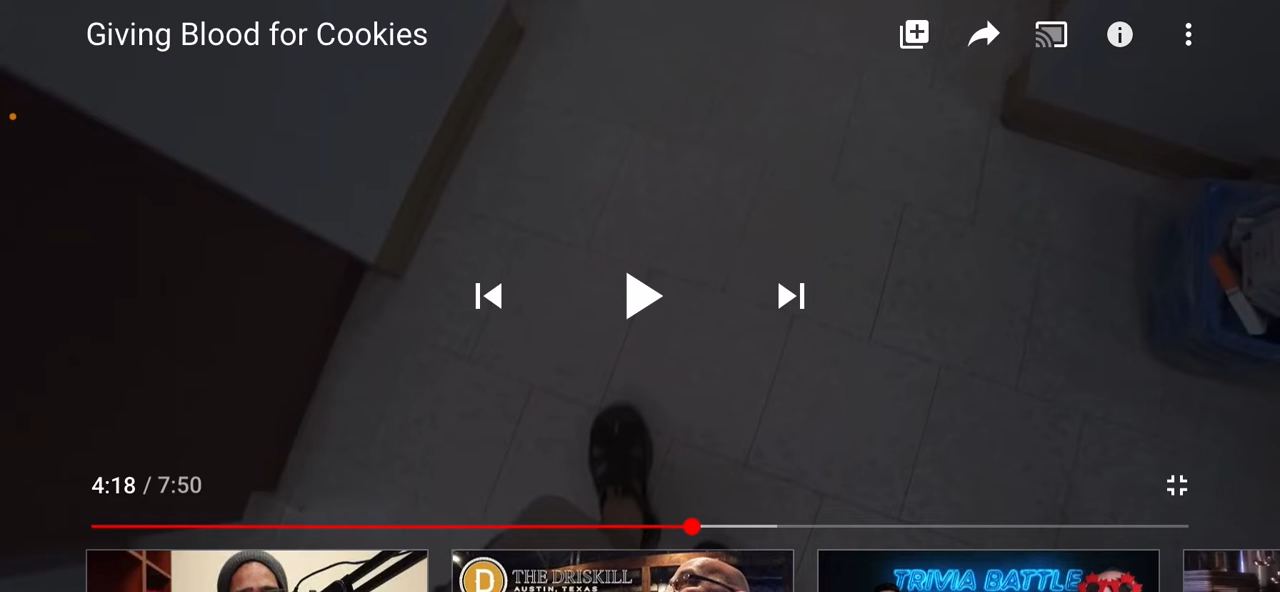 Giving Blood for Cookies
4:18 / 7:50
D THE DRISKILL
AUSTIN, TEXAS
TRIVIA BATTLE